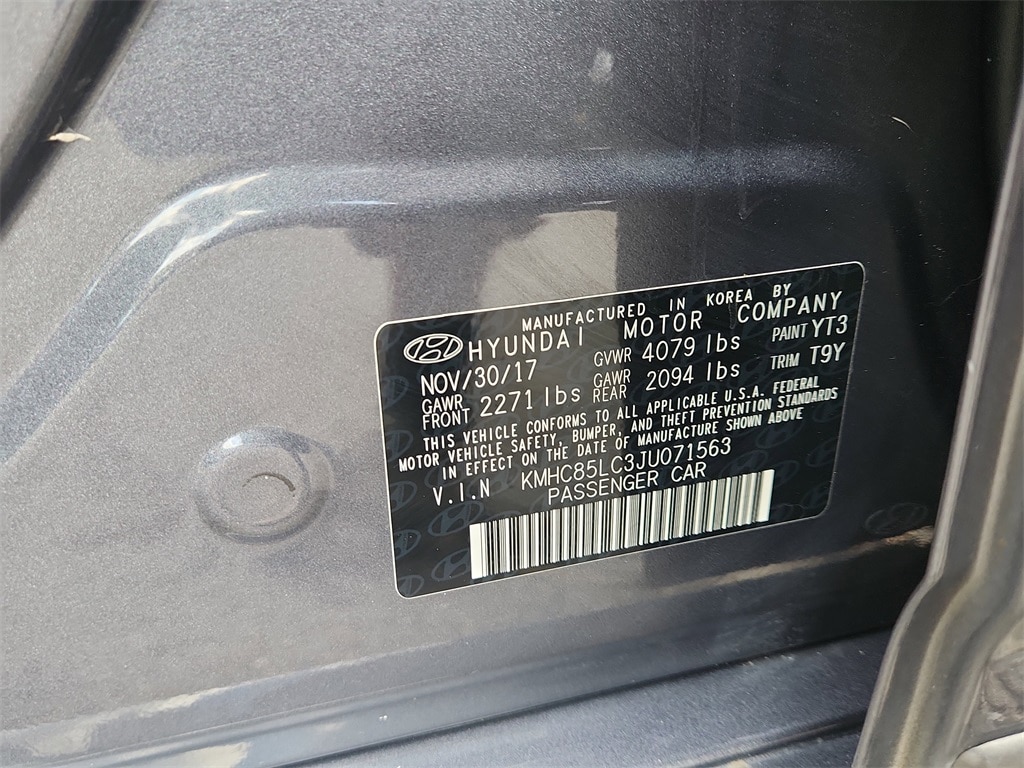 MANUFACTURED IN KOREA BY
HYUNDAI MOTOR COMPANY
NOV/30/17 GVWR 4079 lbs PAINT YT3
GAWR FRONT 2271 lbs GAWR REAR 2094 lbs TRIM T9Y
THIS VEHICLE CONFORMS TO ALL APPLICABLE U.S.A. FEDERAL
MOTOR VEHICLE SAFETY, BUMPER, AND THEFT PREVENTION STANDARDS
IN EFFECT ON THE DATE OF MANUFACTURE SHOWN ABOVE
V.I.N KMHC85LC3JU071563
PASSENGER CAR